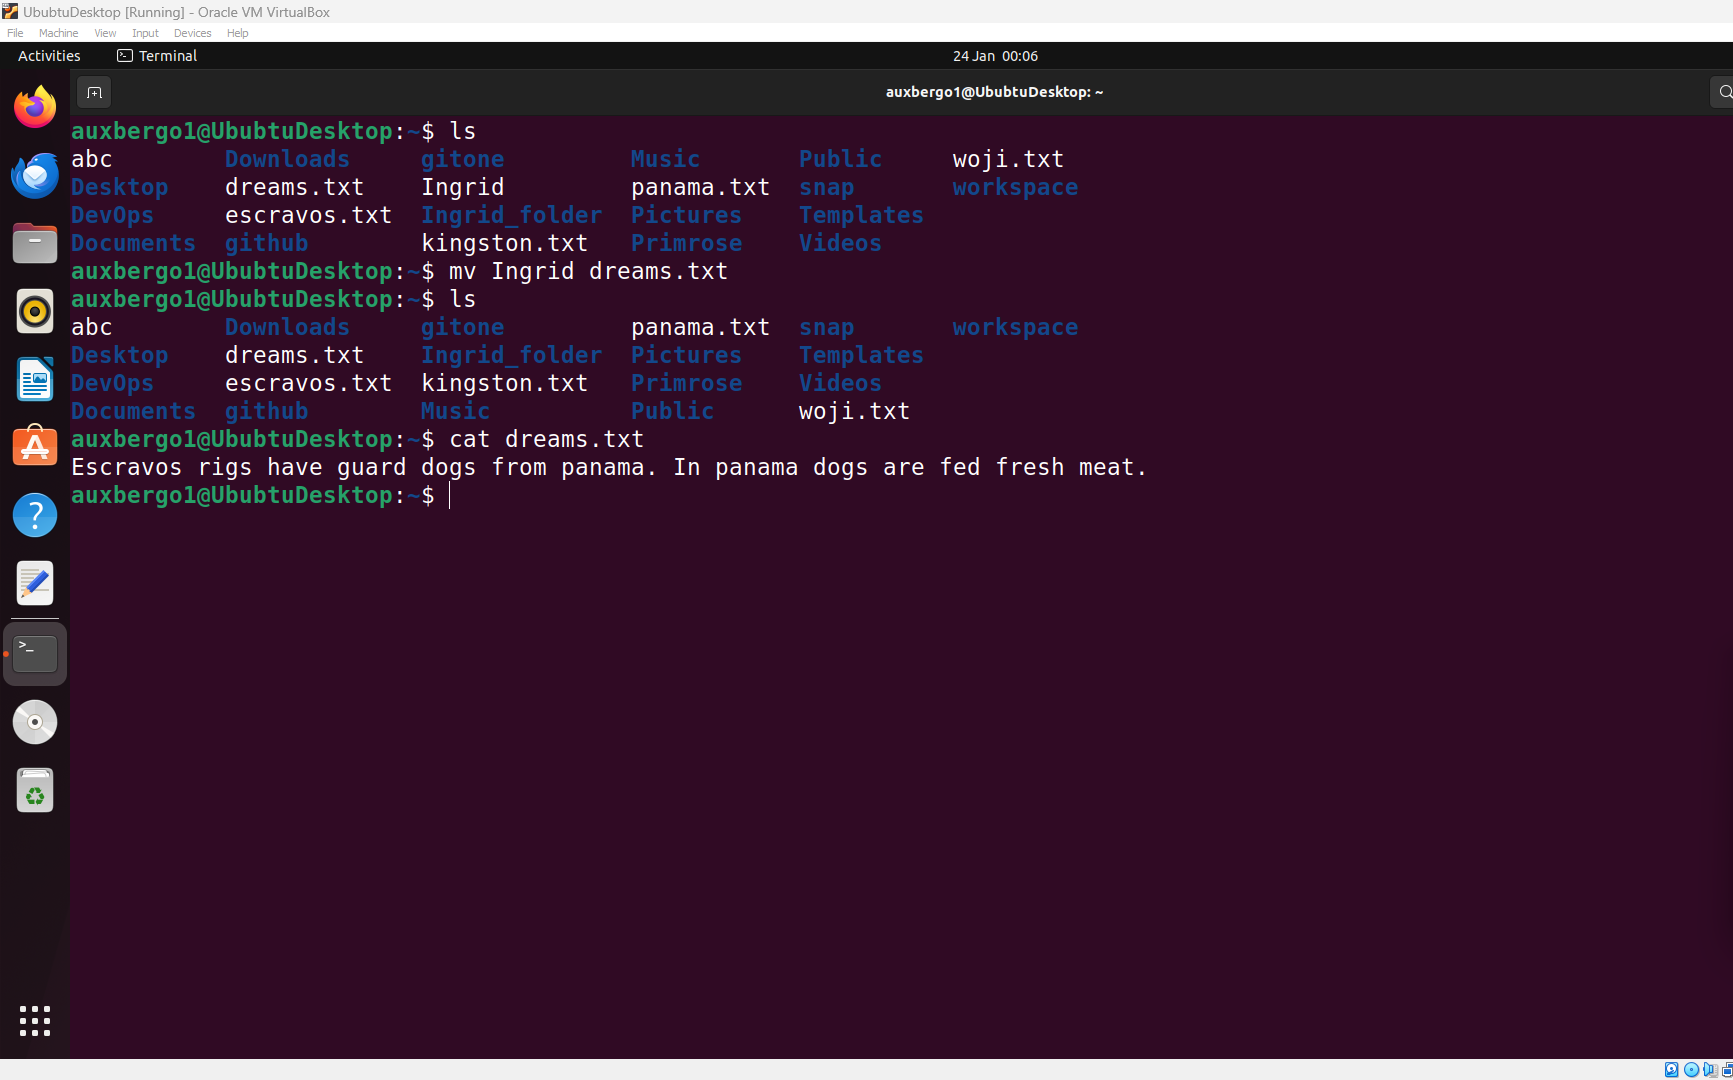 UbubtuDesktop [Running] - Oracle VM VirtualBox
File Machine View Input Devices Help
Activities Terminal 24 Jan 00:06
auxbergo1@UbubtuDesktop: ~
auxbergo1@UbubtuDesktop:~$ ls
abc Downloads gitone Music Public woji.txt
Desktop dreams.txt Ingrid panama.txt snap workspace
DevOps escravos.txt Ingrid_folder Pictures Templates
Documents github kingston.txt Primrose Videos
auxbergo1@UbubtuDesktop:~$ mv Ingrid dreams.txt
auxbergo1@UbubtuDesktop:~$ ls
abc Downloads gitone panama.txt snap workspace
Desktop dreams.txt Ingrid_folder Pictures Templates
DevOps escravos.txt kingston.txt Primrose Videos
Documents github Music Public woji.txt
auxbergo1@UbubtuDesktop:~$ cat dreams.txt
Escravos rigs have guard dogs from panama. In panama dogs are fed fresh meat.
auxbergo1@UbubtuDesktop:~$